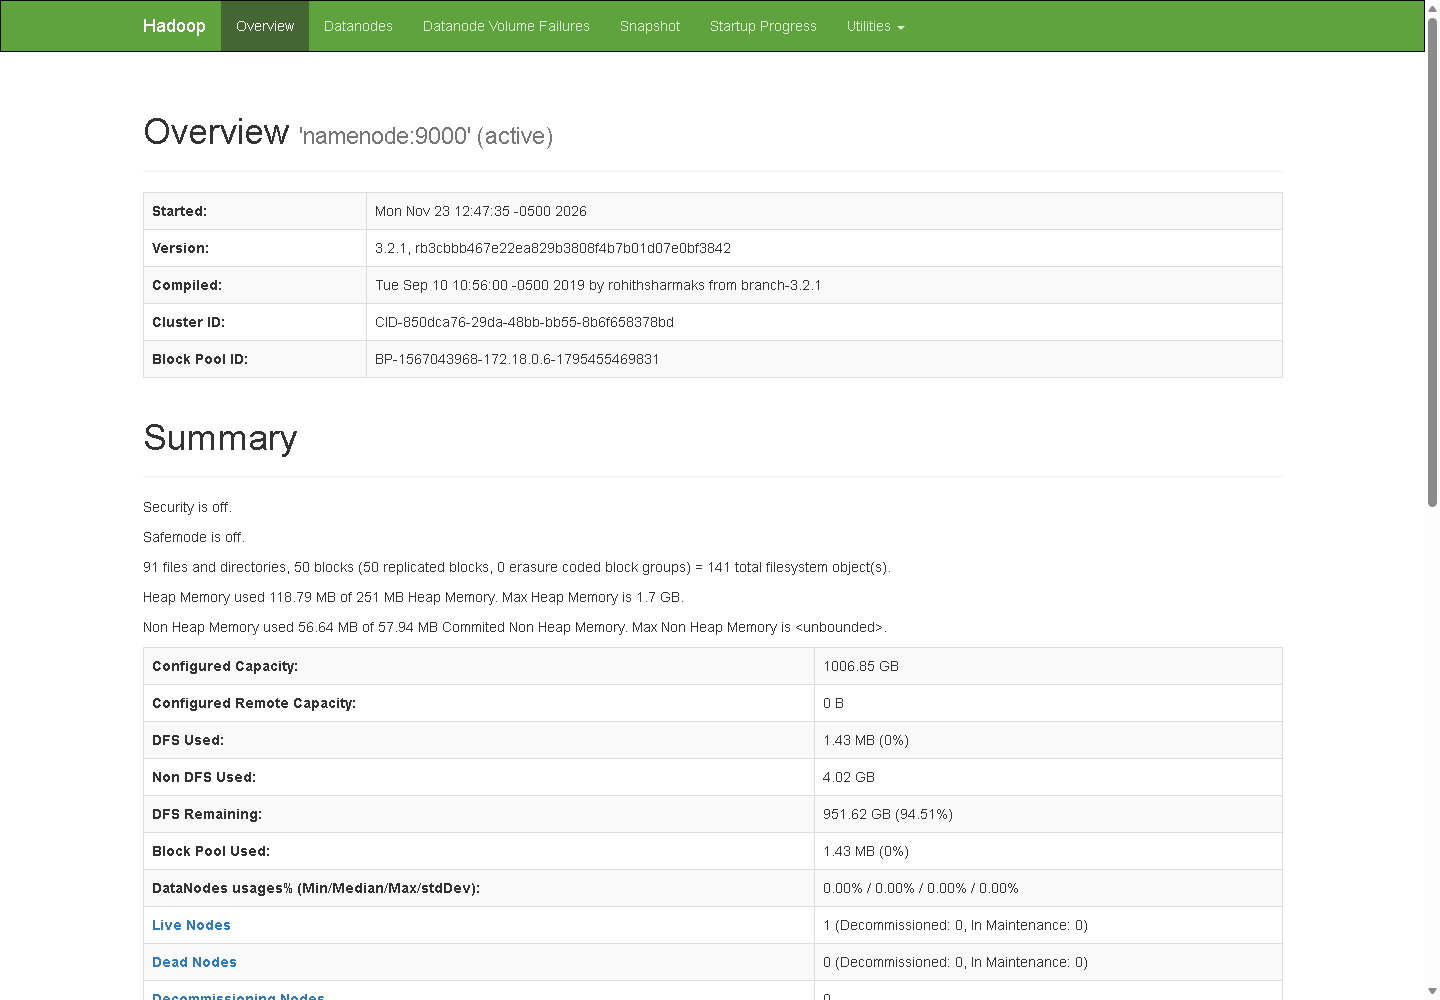 Hadoop Overview Datanodes Datanode Volume Failures Snapshot Startup Progress Utilities
Overview 'namenode:9000' (active)
Started: Mon Nov 23 12:47:35 -0500 2026
Version: 3.2.1, rb3cbbb467e22ea829b3808f4b7b01d07e0bf3842
Compiled: Tue Sep 10 10:56:00 -0500 2019 by rohithsharmaks from branch-3.2.1
Cluster ID: CID-850dca76-29da-48bb-bb55-8b6f658378bd
Block Pool ID: BP-1567043968-172.18.0.6-1795455469831
Summary
Security is off.
Safemode is off.
91 files and directories, 50 blocks (50 replicated blocks, 0 erasure coded block groups) = 141 total filesystem object(s).
Heap Memory used 118.79 MB of 251 MB Heap Memory. Max Heap Memory is 1.7 GB.
Non Heap Memory used 56.64 MB of 57.94 MB Commited Non Heap Memory. Max Non Heap Memory is <unbounded>.
Configured Capacity: 1006.85 GB
Configured Remote Capacity: 0 B
DFS Used: 1.43 MB (0%)
Non DFS Used: 4.02 GB
DFS Remaining: 951.62 GB (94.51%)
Block Pool Used: 1.43 MB (0%)
DataNodes usages% (Min/Median/Max/stdDev): 0.00% / 0.00% / 0.00% / 0.00%
Live Nodes 1 (Decommissioned: 0, In Maintenance: 0)
Dead Nodes 0 (Decommissioned: 0, In Maintenance: 0)
Decommissioning Nodes 0